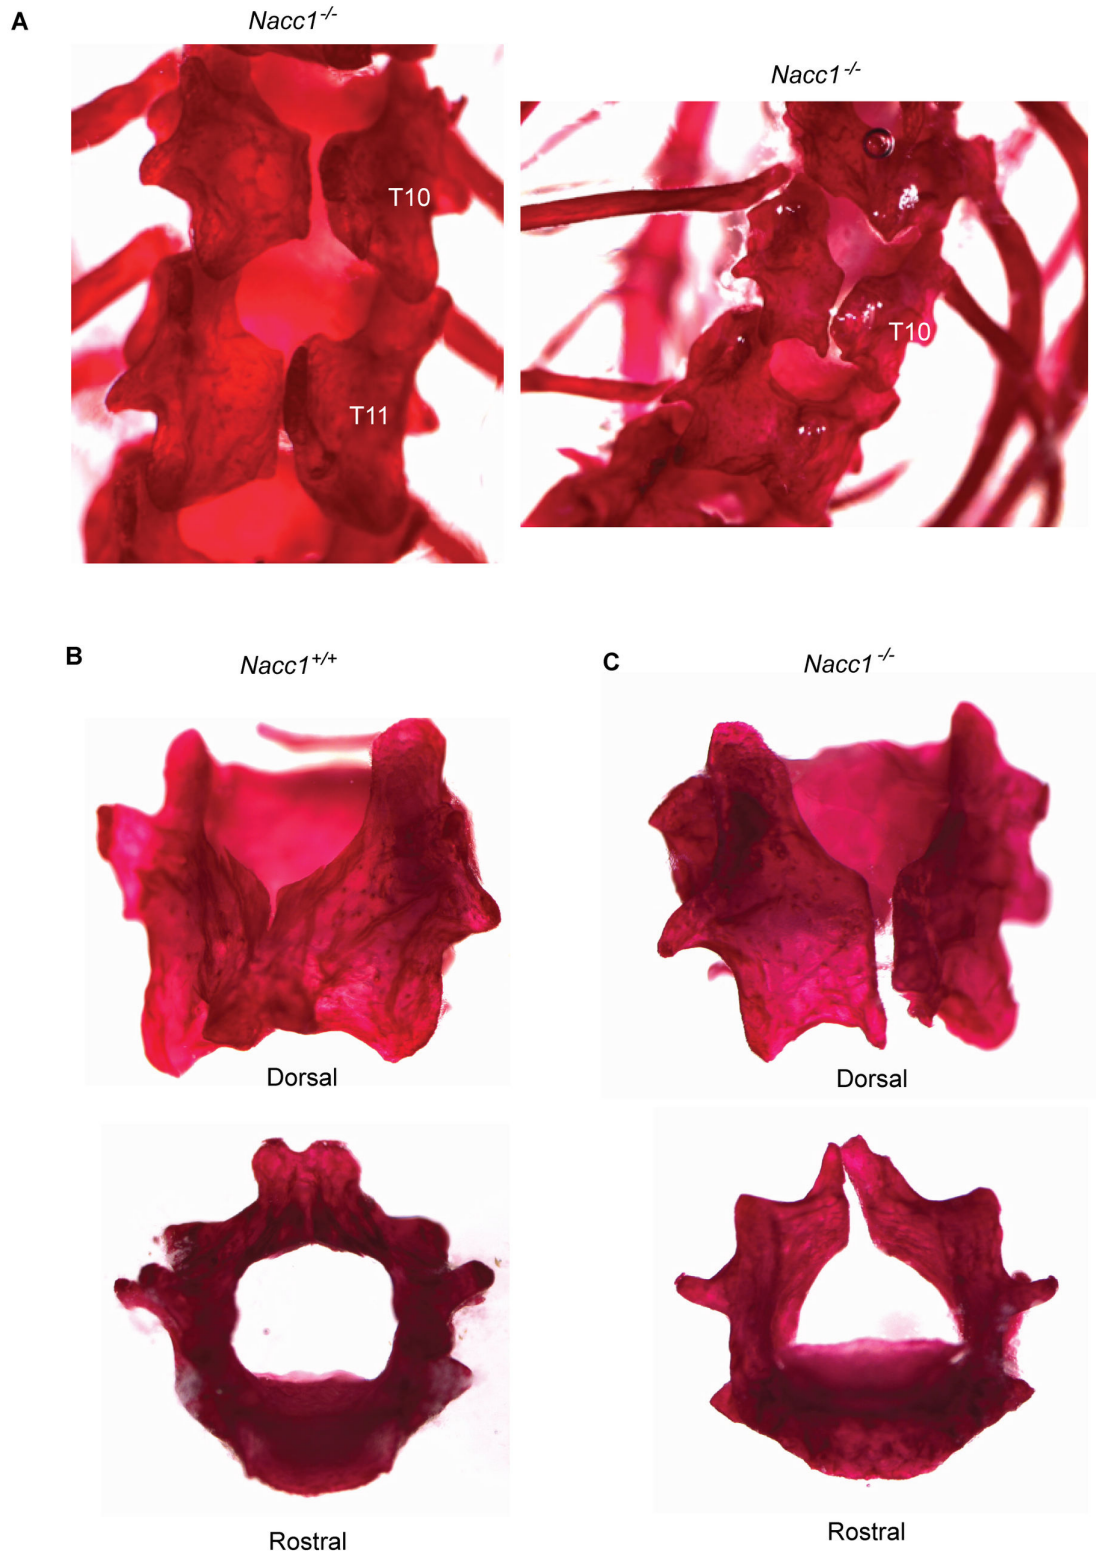 A
Nacc1-/-
Nacc1-/-
T10
T10
T11
B
Nacc1+/+
C
Nacc1-/-
Dorsal
Dorsal
Rostral
Rostral